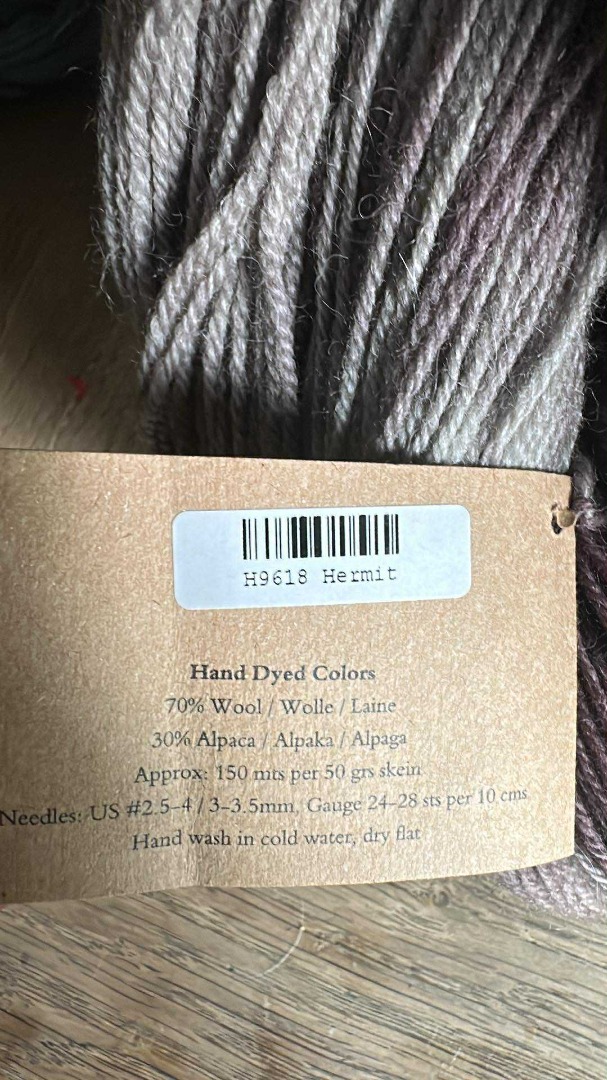 H9618 Hermit
Hand Dyed Colors
70% Wool / Wolle / Laine
30% Alpaca / Alpaka / Alpaga
Approx: 150 mts per 50 grs skein
Needles: US #2.5-4 / 3-3.5mm, Gauge 24-28 sts per 10 cms
Hand wash in cold water, dry flat